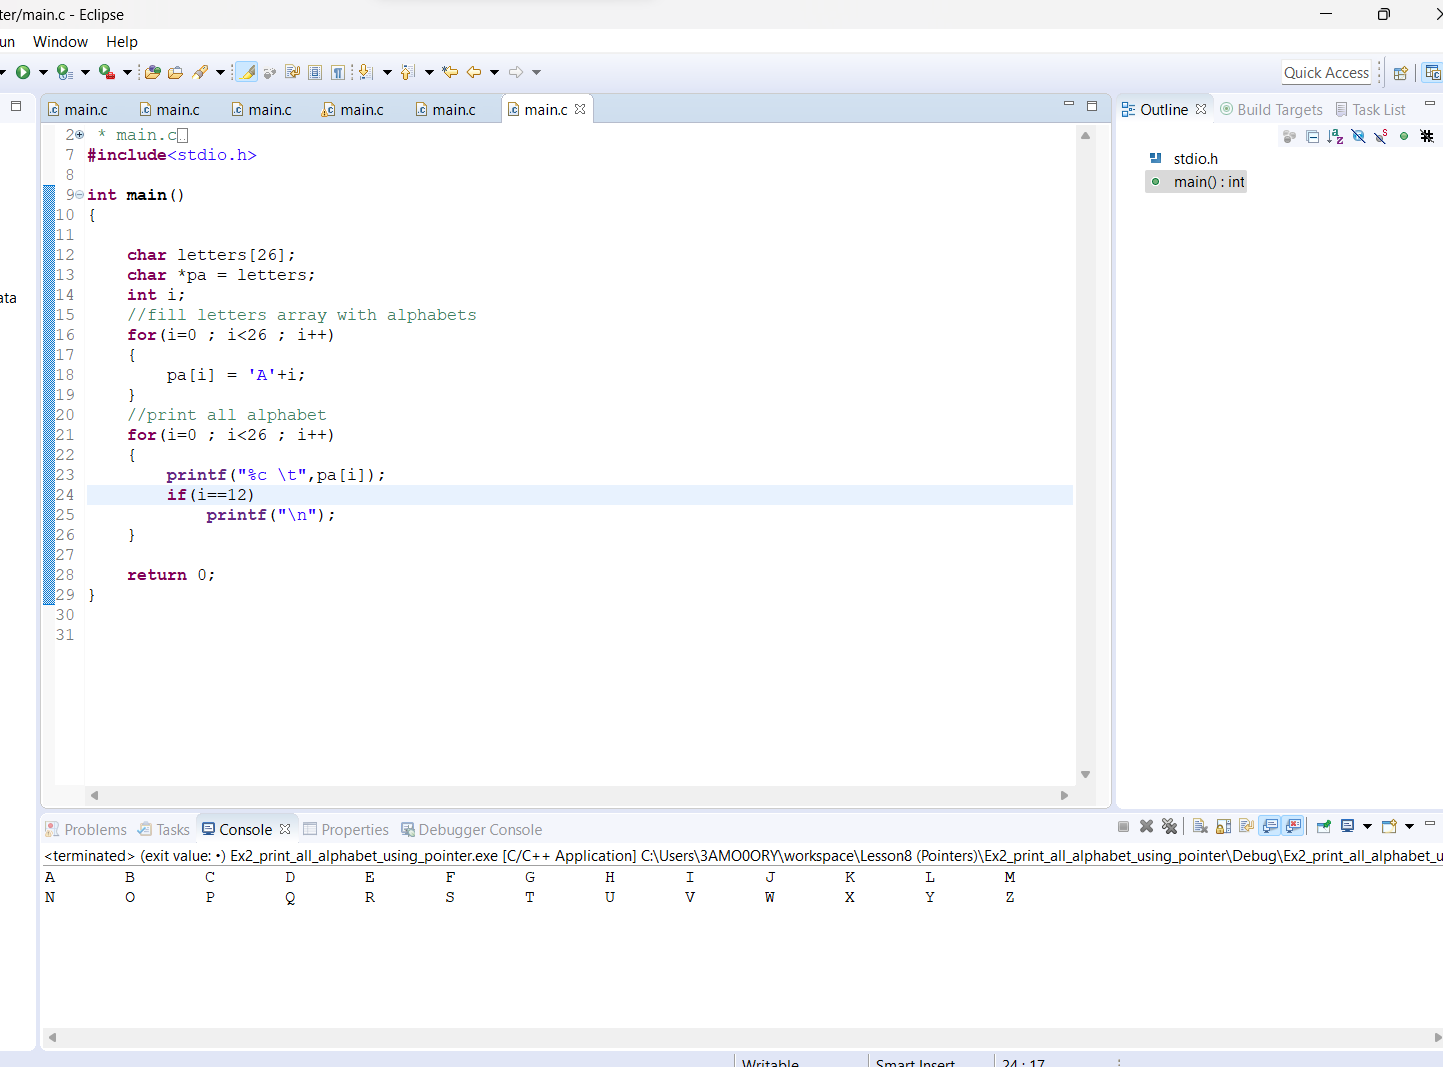 ter/main.c - Eclipse
un Window Help
Quick Access
main.c main.c main.c main.c main.c main.c
2 * main.c
7 #include<stdio.h>
8
9 int main()
10 {
11
12 char letters[26];
13 char *pa = letters;
14 int i;
15 //fill letters array with alphabets
16 for(i=0 ; i<26 ; i++)
17 {
18 pa[i] = 'A'+i;
19 }
20 //print all alphabet
21 for(i=0 ; i<26 ; i++)
22 {
23 printf("%c \t",pa[i]);
24 if(i==12)
25 printf("\n");
26 }
27
28 return 0;
29 }
30
31
ata
Outline Build Targets Task List
stdio.h
main() : int
Problems Tasks Console Properties Debugger Console
<terminated> (exit value: ٠) Ex2_print_all_alphabet_using_pointer.exe [C/C++ Application] C:\Users\3AMO0ORY\workspace\Lesson8 (Pointers)\Ex2_print_all_alphabet_using_pointer\Debug\Ex2_print_all_alphabet_u
A B C D E F G H I J K L M
N O P Q R S T U V W X Y Z
Writable Smart Insert 24 : 17